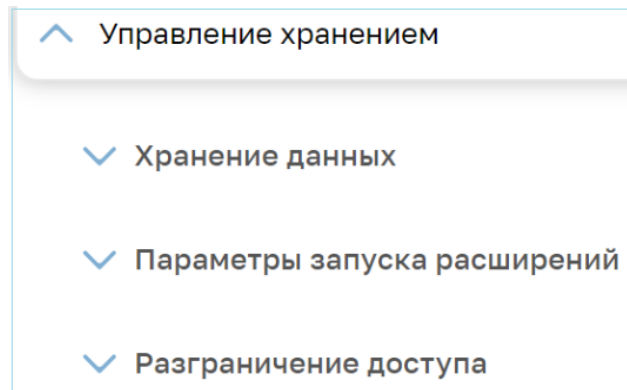 Управление хранением
Хранение данных
Параметры запуска расширений
Разграничение доступа